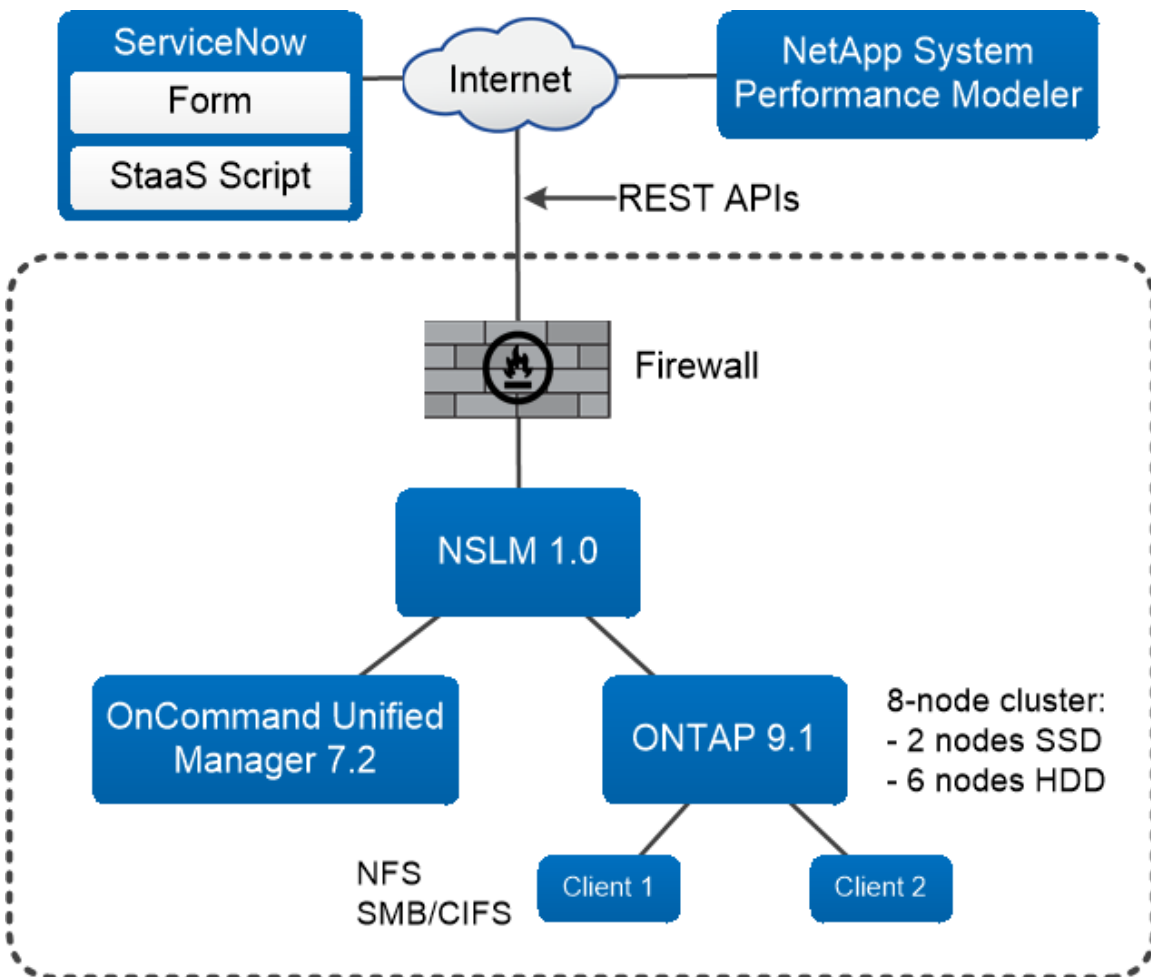 ServiceNow
Form
StaaS Script
Internet
NetApp System
Performance Modeler
REST APIs
Firewall
NSLM 1.0
OnCommand Unified
Manager 7.2
ONTAP 9.1
8-node cluster:
- 2 nodes SSD
- 6 nodes HDD
NFS
SMB/CIFS
Client 1
Client 2